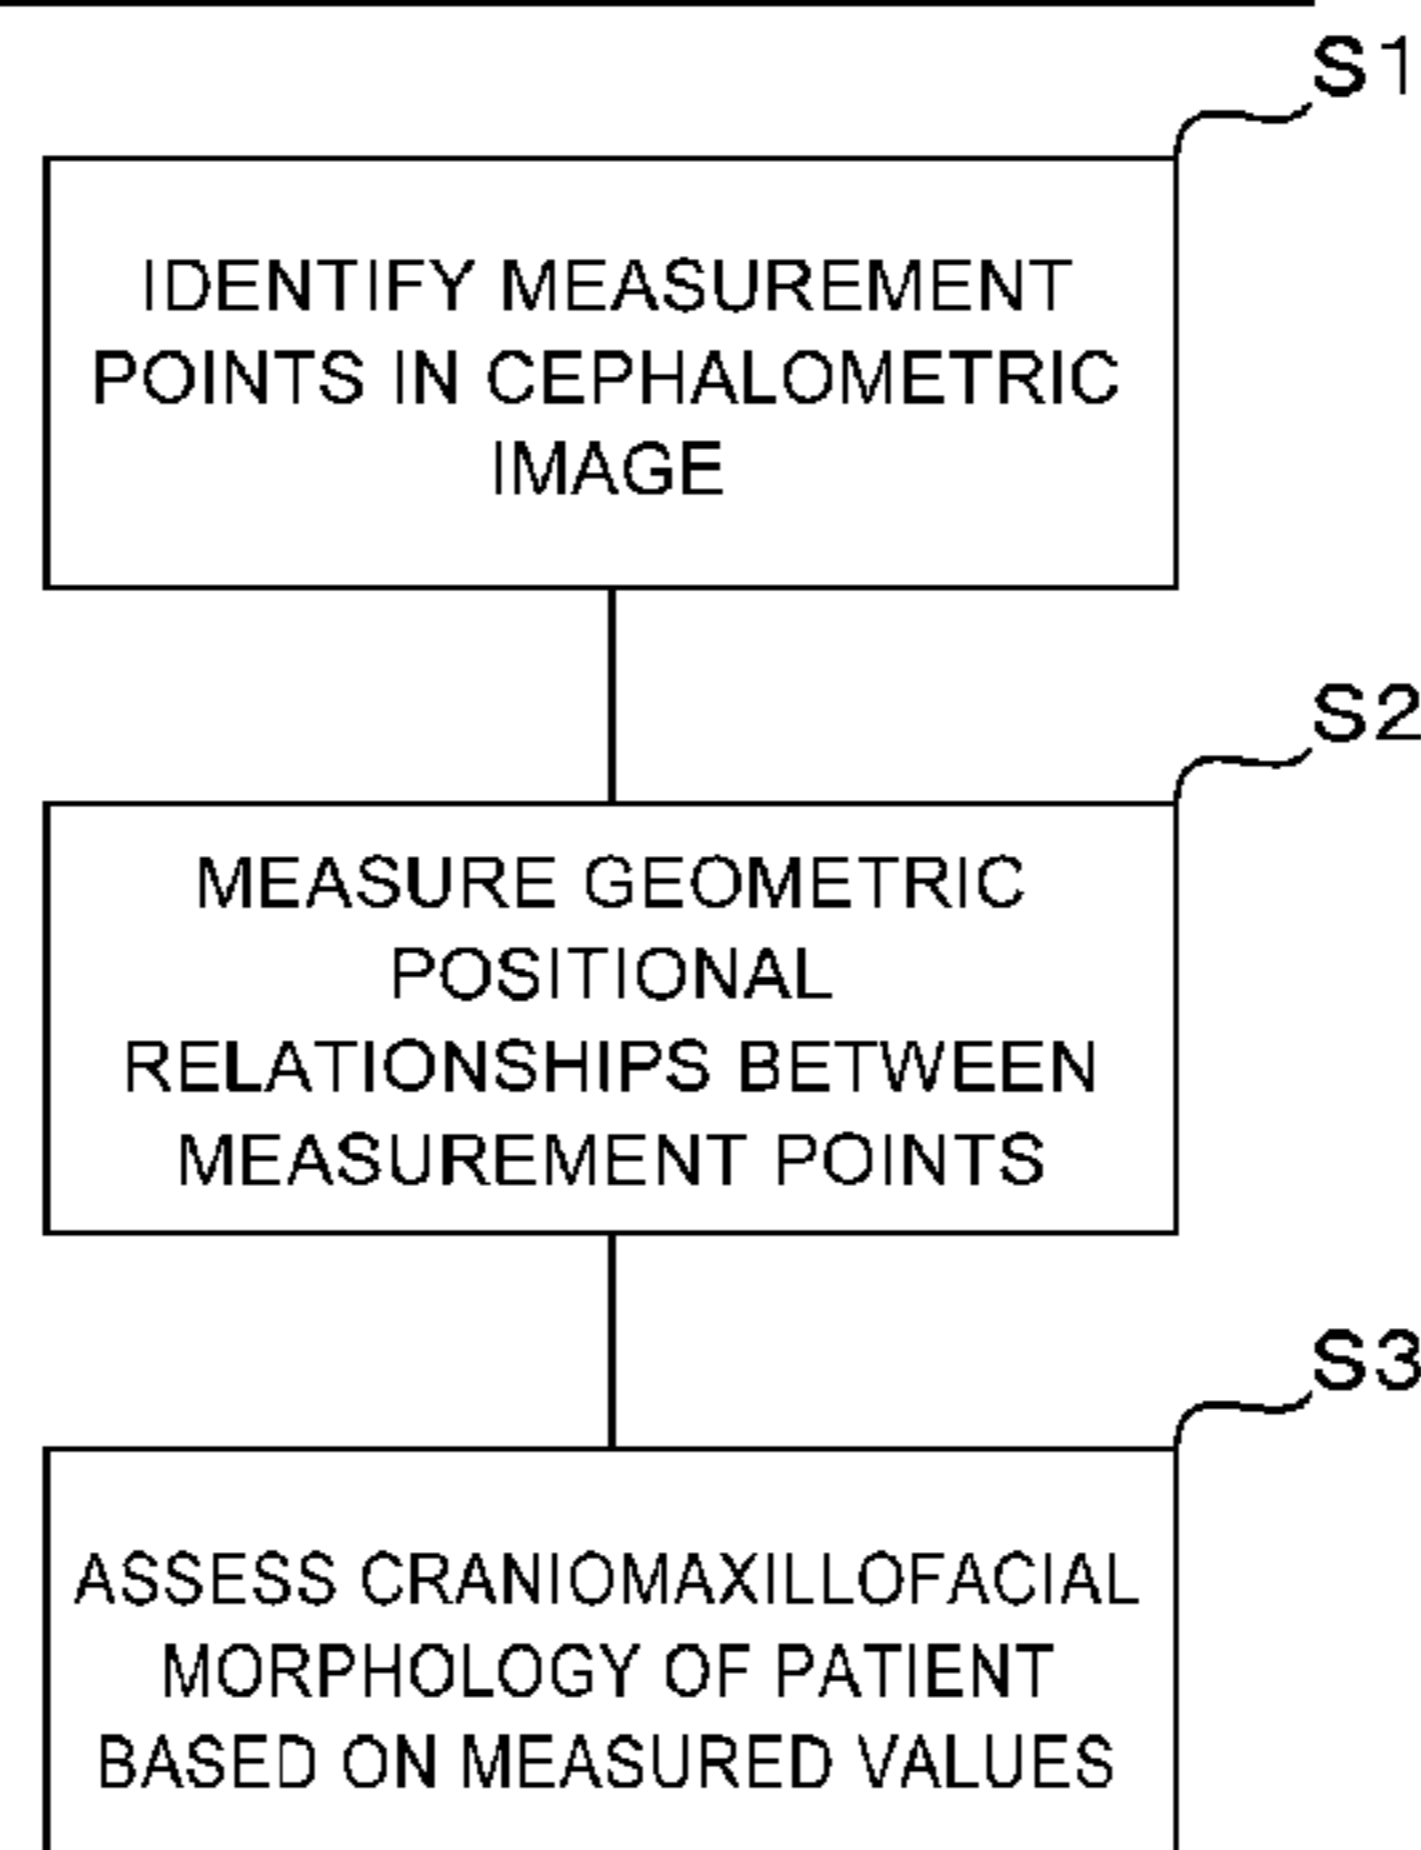 S1
IDENTIFY MEASUREMENT
POINTS IN CEPHALOMETRIC
IMAGE
S2
MEASURE GEOMETRIC
POSITIONAL
RELATIONSHIPS BETWEEN
MEASUREMENT POINTS
S3
ASSESS CRANIOMAXILLOFACIAL
MORPHOLOGY OF PATIENT
BASED ON MEASURED VALUES